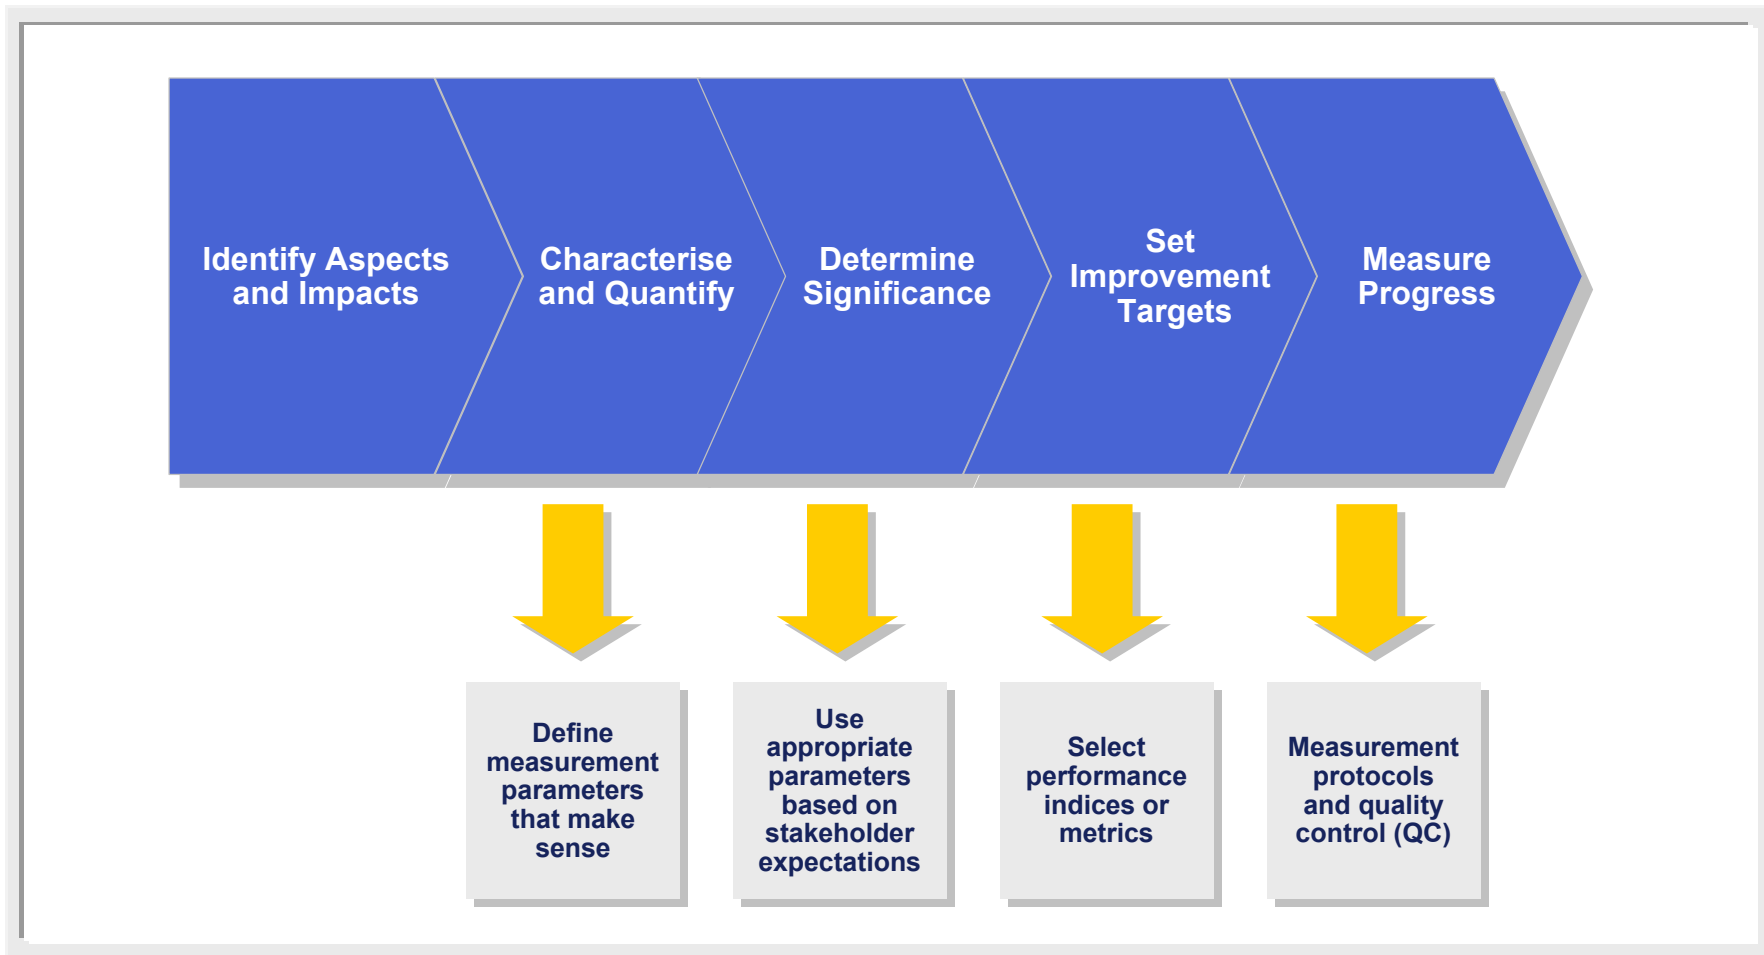 Identify Aspects
and Impacts
Characterise
and Quantify
Determine
Significance
Set
Improvement
Targets
Measure
Progress
Define
measurement
parameters
that make
sense
Use
appropriate
parameters
based on
stakeholder
expectations
Select
performance
indices or
metrics
Measurement
protocols
and quality
control (QC)